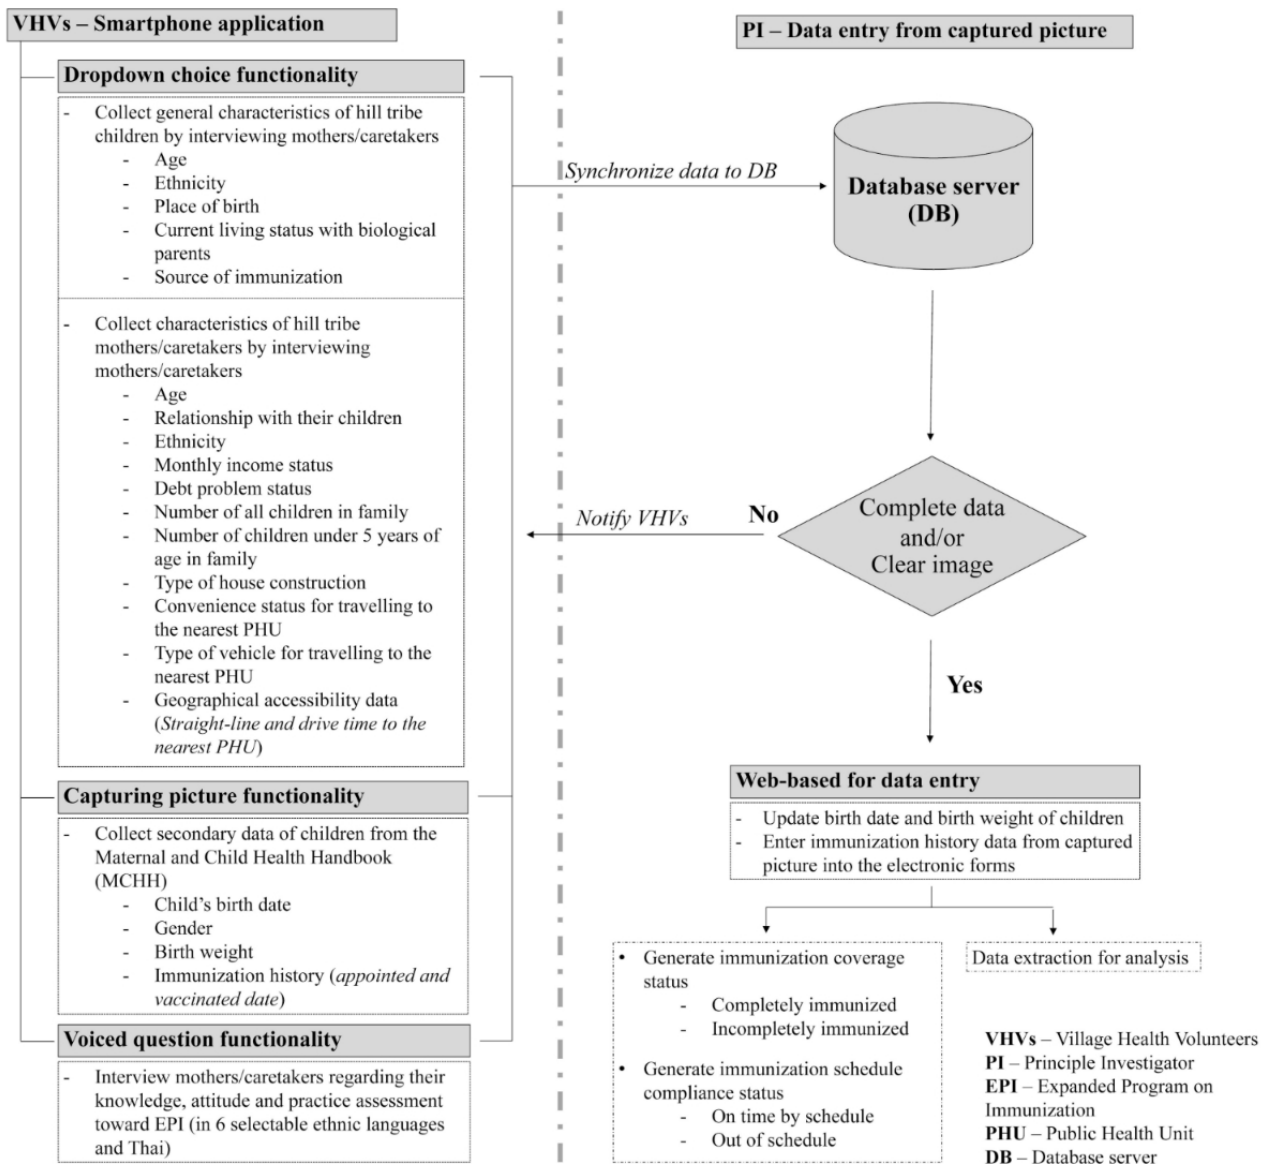 VHVs – Smartphone application
Dropdown choice functionality
- Collect general characteristics of hill tribe
children by interviewing mothers/caretakers
- Age
- Ethnicity
- Place of birth
- Current living status with biological
parents
- Source of immunization
- Collect characteristics of hill tribe
mothers/caretakers by interviewing
mothers/caretakers
- Age
- Relationship with their children
- Ethnicity
- Monthly income status
- Debt problem status
- Number of all children in family
- Number of children under 5 years of
age in family
- Type of house construction
- Convenience status for travelling to
the nearest PHU
- Type of vehicle for travelling to the
nearest PHU
- Geographical accessibility data
(Straight-line and drive time to the
nearest PHU)
Capturing picture functionality
- Collect secondary data of children from the
Maternal and Child Health Handbook
(MCHH)
- Child's birth date
- Gender
- Birth weight
- Immunization history (appointed and
vaccinated date)
Voiced question functionality
- Interview mothers/caretakers regarding their
knowledge, attitude and practice assessment
toward EPI (in 6 selectable ethnic languages
and Thai)
Synchronize data to DB
Notify VHVs
PI – Data entry from captured picture
Database server
(DB)
Complete data
and/or
Clear image
No
Yes
Web-based for data entry
- Update birth date and birth weight of children
- Enter immunization history data from captured
picture into the electronic forms
• Generate immunization coverage
status
- Completely immunized
- Incompletely immunized
• Generate immunization schedule
compliance status
- On time by schedule
- Out of schedule
Data extraction for analysis
VHVs – Village Health Volunteers
PI – Principle Investigator
EPI – Expanded Program on
Immunization
PHU – Public Health Unit
DB – Database server